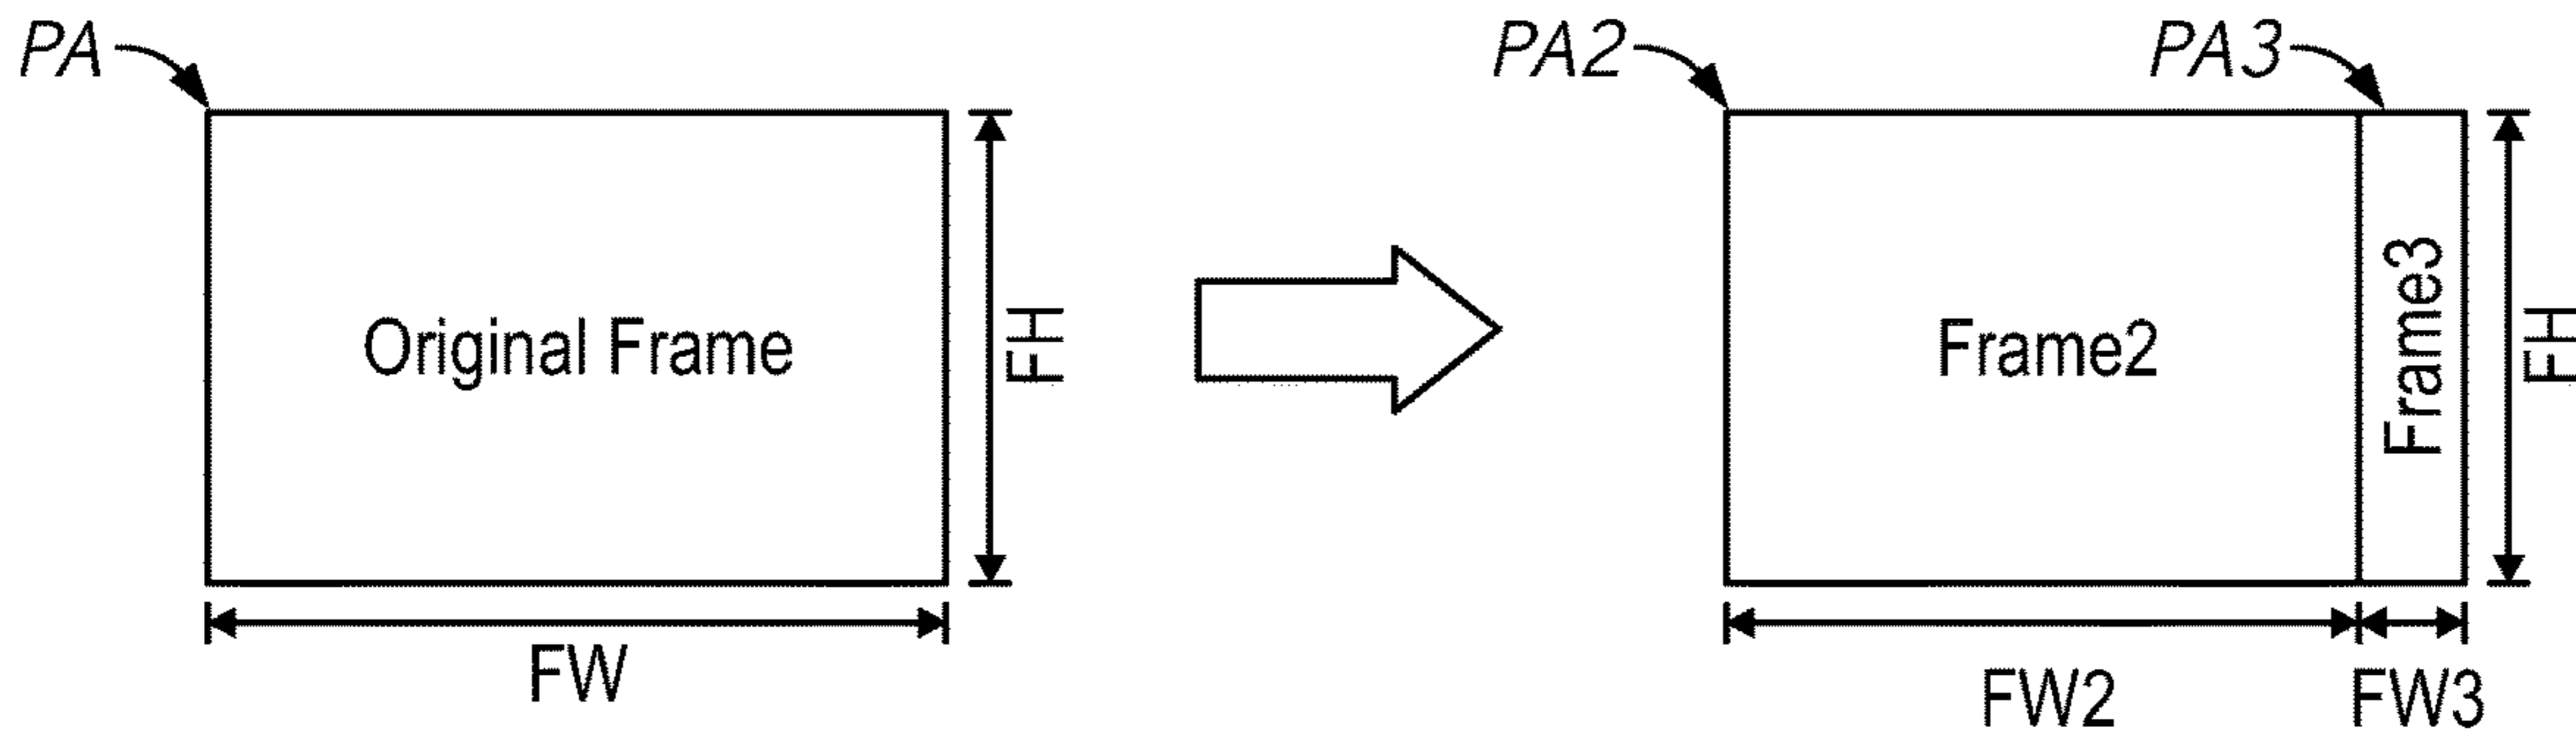 PA
Original Frame
FH
FW
PA2
PA3
Frame2
Frame3
FH
FW2
FW3